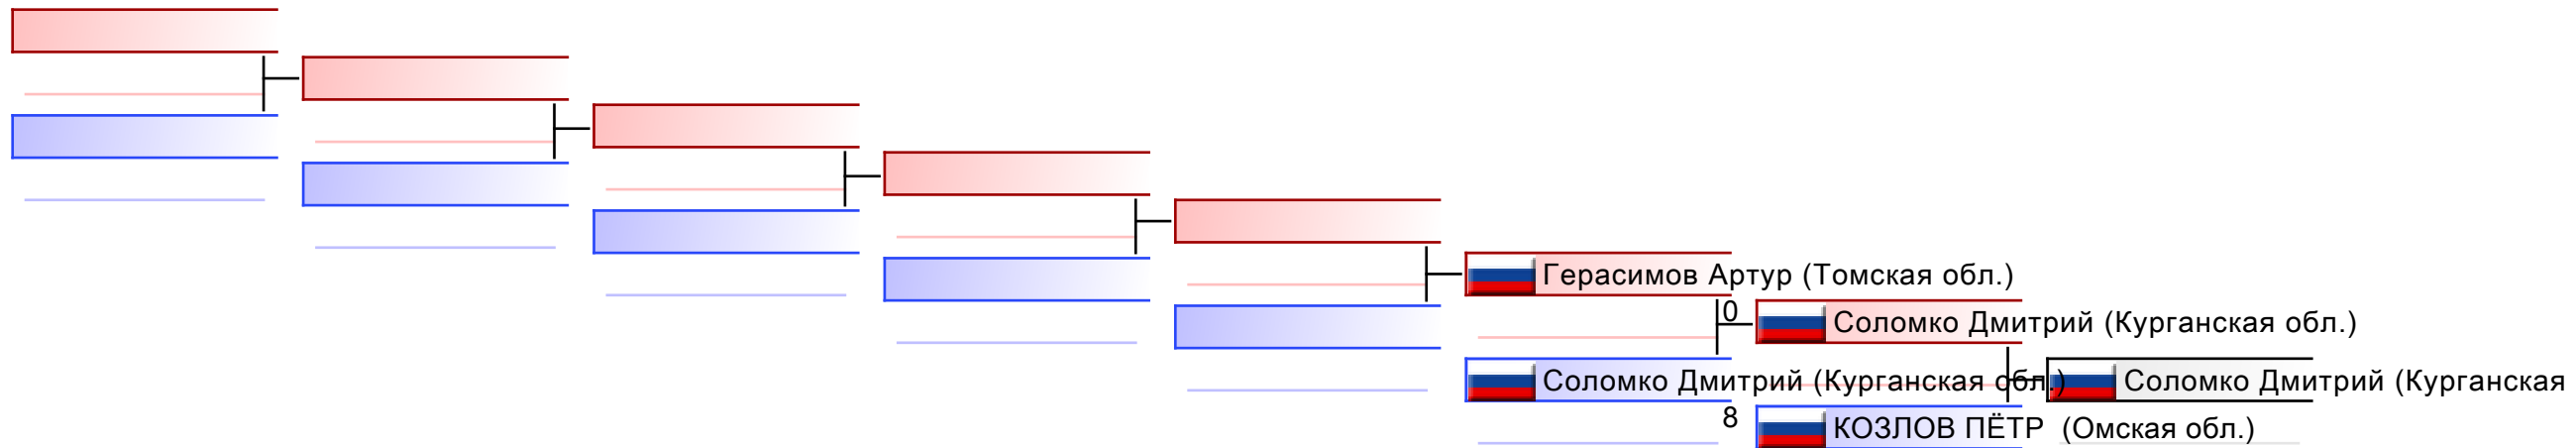 Герасимов Артур (Томская обл.)
0
Соломко Дмитрий (Курганская обл.)
Соломко Дмитрий (Курганская обл.)
Соломко Дмитрий (Курганская
8
КОЗЛОВ ПЁТР (Омская обл.)